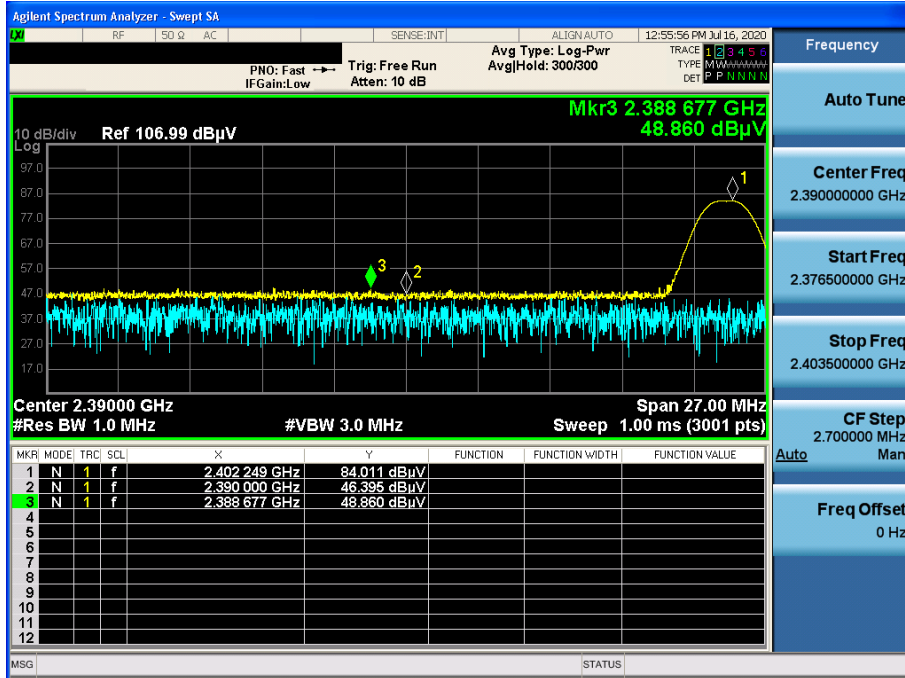 Agilent Spectrum Analyzer - Swept SA
LXI RF 50 Ω AC SENSE:INT ALIGN AUTO 12:55:56 PM Jul 16, 2020
Frequency
PNO: Fast
IFGain:Low
Trig: Free Run
Atten: 10 dB
Avg Type: Log-Pwr
Avg|Hold: 300/300
TRACE 1 2 3 4 5 6
TYPE M
DET P P N N N N
Auto Tune
Mkr3 2.388 677 GHz
48.860 dBµV
10 dB/div Ref 106.99 dBµV
Log
97.0
87.0
77.0
67.0
57.0
47.0
37.0
27.0
17.0
1
3
2
Center Freq
2.390000000 GHz
Start Freq
2.376500000 GHz
Stop Freq
2.403500000 GHz
Center 2.39000 GHz Span 27.00 MHz
#Res BW 1.0 MHz #VBW 3.0 MHz Sweep 1.00 ms (3001 pts)
CF Step
2.700000 MHz
Auto Man
MKR MODE TRC SCL X Y FUNCTION FUNCTION WIDTH FUNCTION VALUE
1 N 1 f 2.402 249 GHz 84.011 dBµV
2 N 1 f 2.390 000 GHz 46.395 dBµV
3 N 1 f 2.388 677 GHz 48.860 dBµV
4
5
6
7
8
9
10
11
12
Freq Offset
0 Hz
MSG STATUS